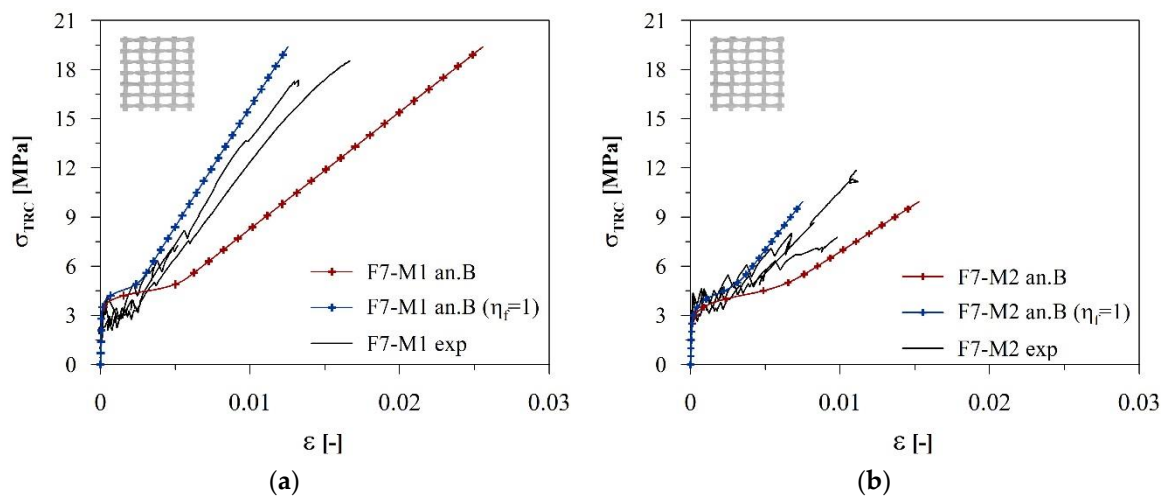 21
18
15
12
9
6
3
0
σTRC [MPa]
F7-M1 an.B
F7-M1 an.B (ηf=1)
F7-M1 exp
0 0.01 0.02 0.03
ε [-]
(a)
21
18
15
12
9
6
3
0
σTRC [MPa]
F7-M2 an.B
F7-M2 an.B (ηf=1)
F7-M2 exp
0 0.01 0.02 0.03
ε [-]
(b)